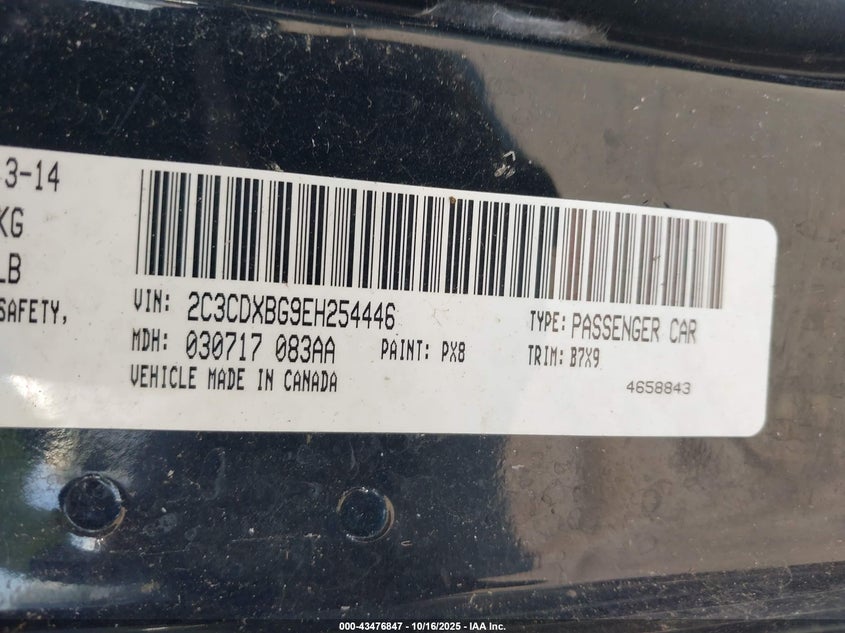 3-14
KG
LB
SAFETY,
VIN: 2C3CDXBG9EH254446 TYPE: PASSENGER CAR
MDH: 030717 083AA PAINT: PX8 TRIM: B7X9
VEHICLE MADE IN CANADA 4658843
000-43476847 | 10/16/2025 | IAA Inc.